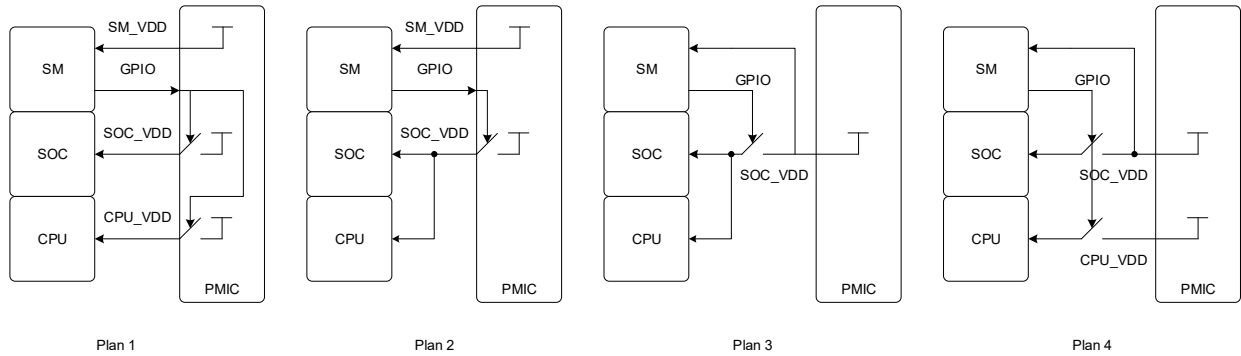 SM_VDD
SM
GPIO
SOC_VDD
SOC
CPU_VDD
CPU
PMIC
Plan 1
SM_VDD
SM
GPIO
SOC_VDD
SOC
CPU
PMIC
Plan 2
SM
GPIO
SOC
SOC_VDD
CPU
PMIC
Plan 3
SM
GPIO
SOC
SOC_VDD
CPU
CPU_VDD
PMIC
Plan 4